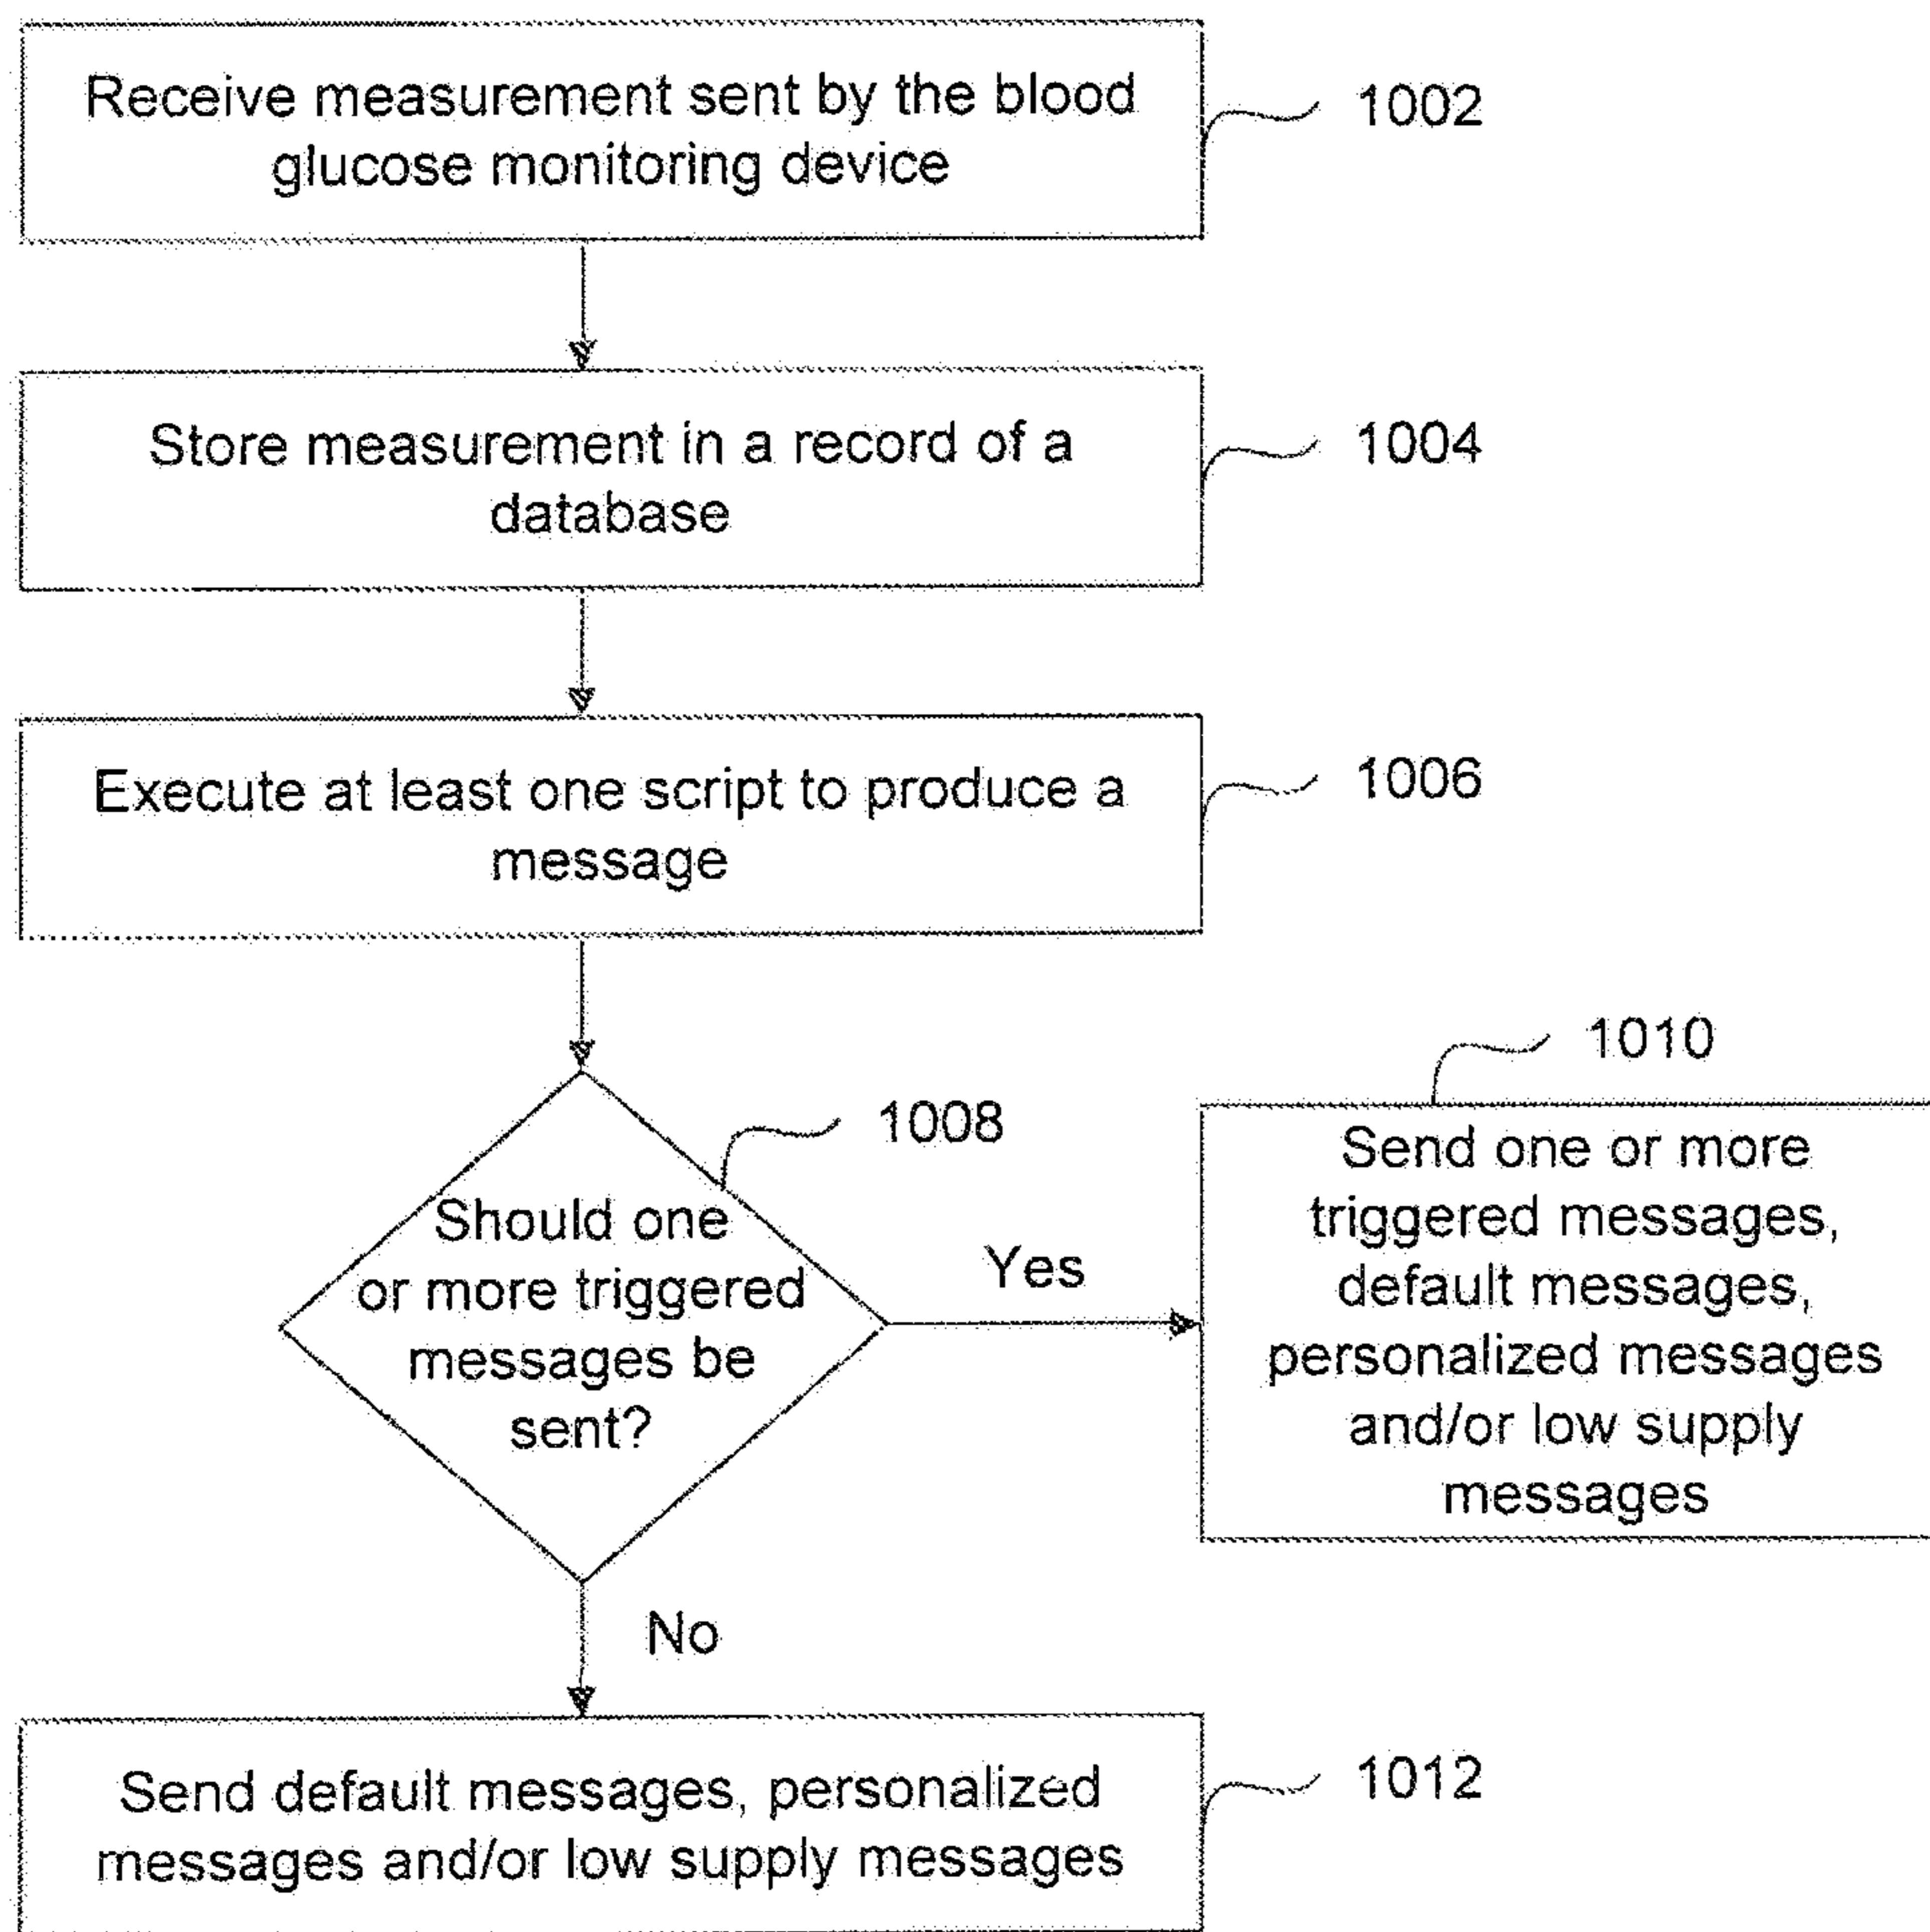 Receive measurement sent by the blood
glucose monitoring device
1002
Store measurement in a record of a
database
1004
Execute at least one script to produce a
message
1006
1008
Should one
or more triggered
messages be
sent?
Yes
1010
Send one or more
triggered messages,
default messages,
personalized messages
and/or low supply
messages
No
Send default messages, personalized
messages and/or low supply messages
1012